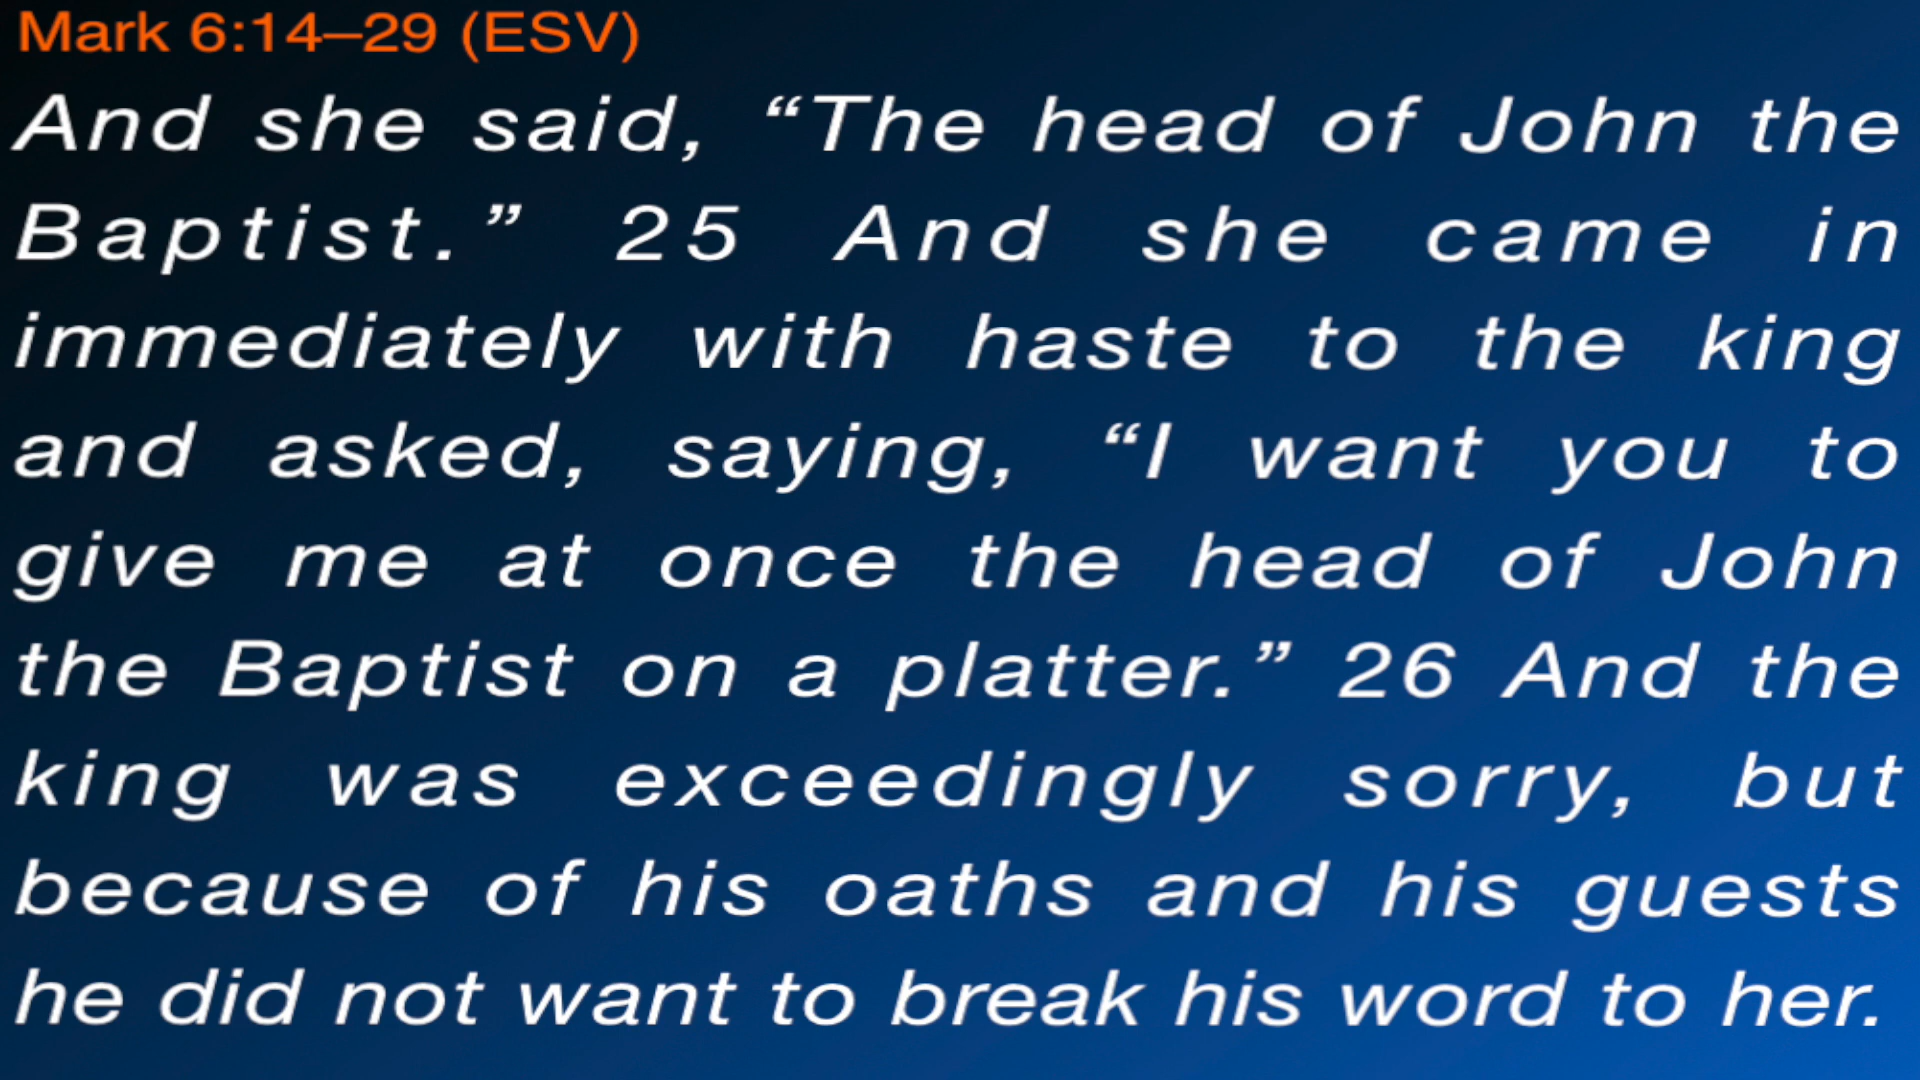 Mark 6:14–29 (ESV)
And she said, “The head of John the
Baptist.” 25 And she came in
immediately with haste to the king
and asked, saying, “I want you to
give me at once the head of John
the Baptist on a platter.” 26 And the
king was exceedingly sorry, but
because of his oaths and his guests
he did not want to break his word to her.